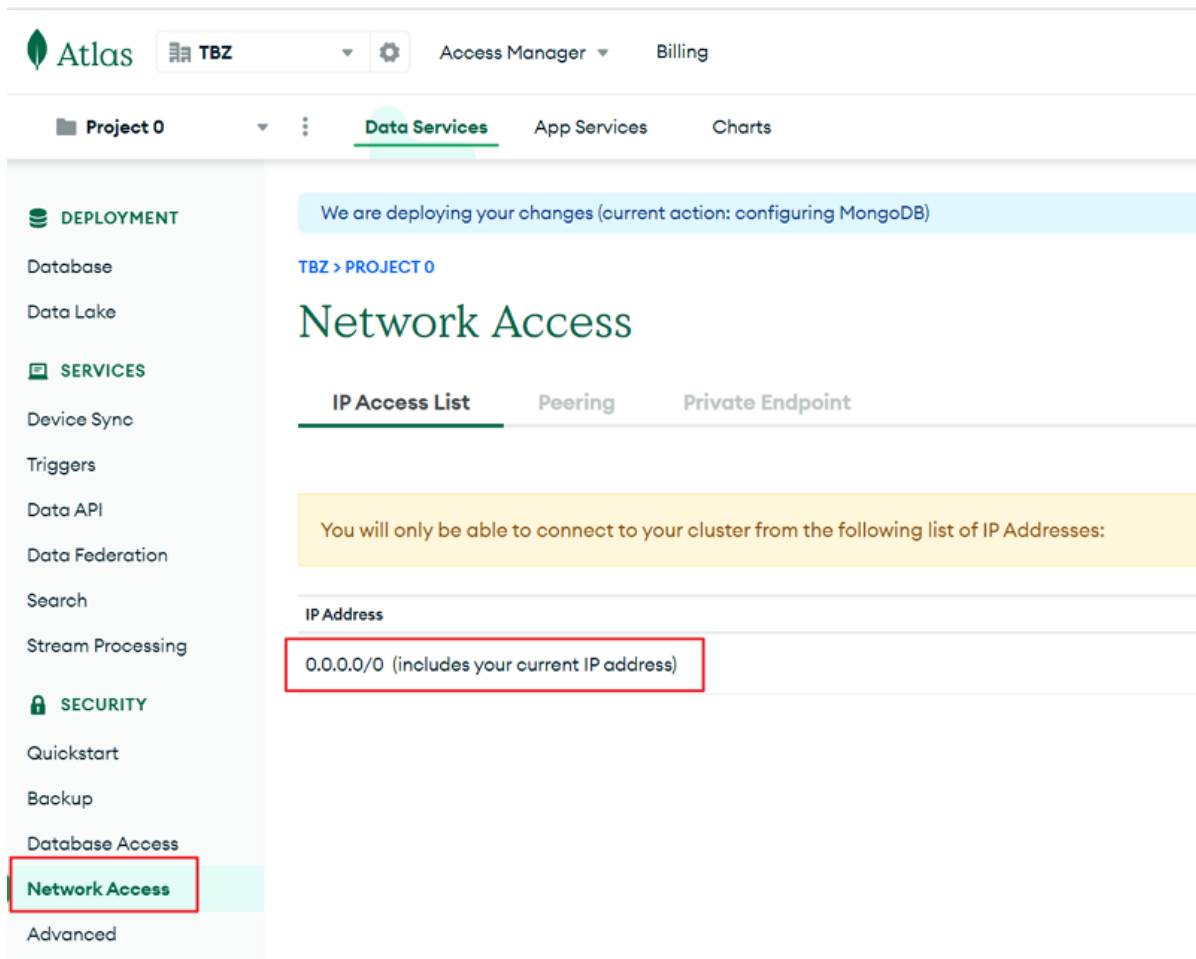 Atlas TBZ Access Manager Billing
Project 0 Data Services App Services Charts
DEPLOYMENT
Database
Data Lake
SERVICES
Device Sync
Triggers
Data API
Data Federation
Search
Stream Processing
SECURITY
Quickstart
Backup
Database Access
Network Access
Advanced
We are deploying your changes (current action: configuring MongoDB)
TBZ > PROJECT 0
Network Access
IP Access List Peering Private Endpoint
You will only be able to connect to your cluster from the following list of IP Addresses:
IP Address
0.0.0.0/0 (includes your current IP address)